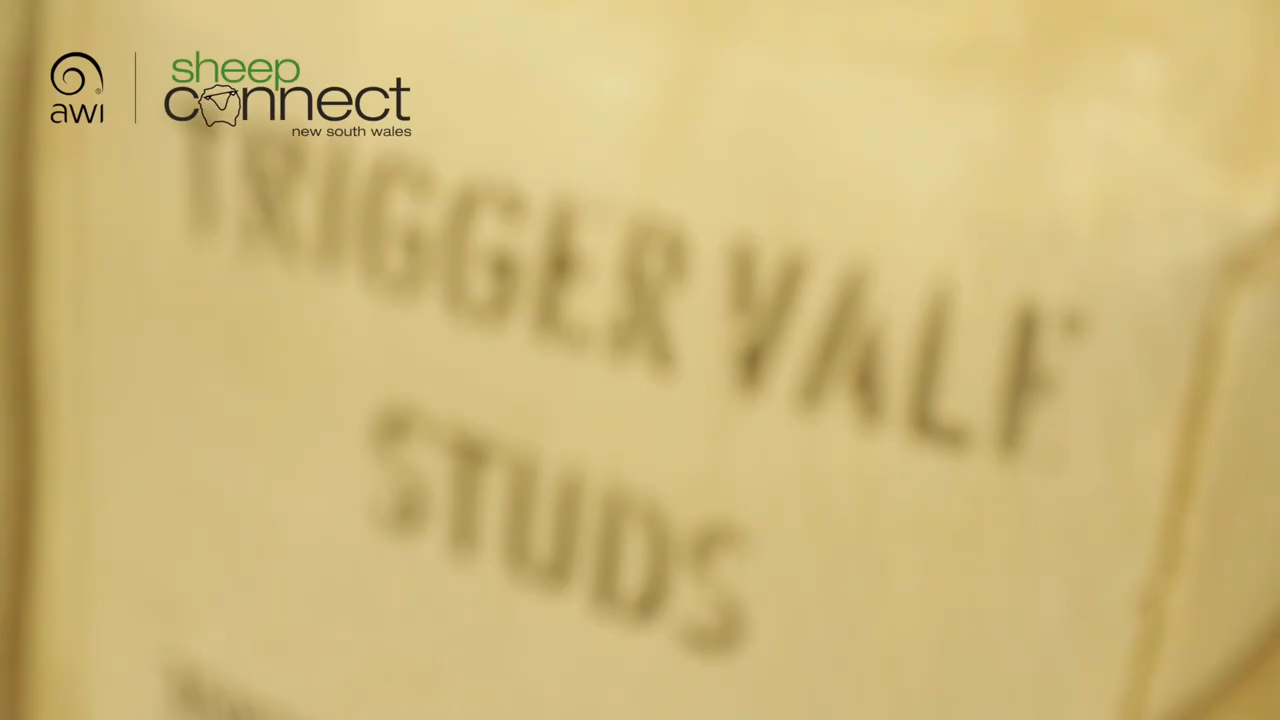 awi
sheep
connect
new south wales
TRIGGER VALE
STUDS